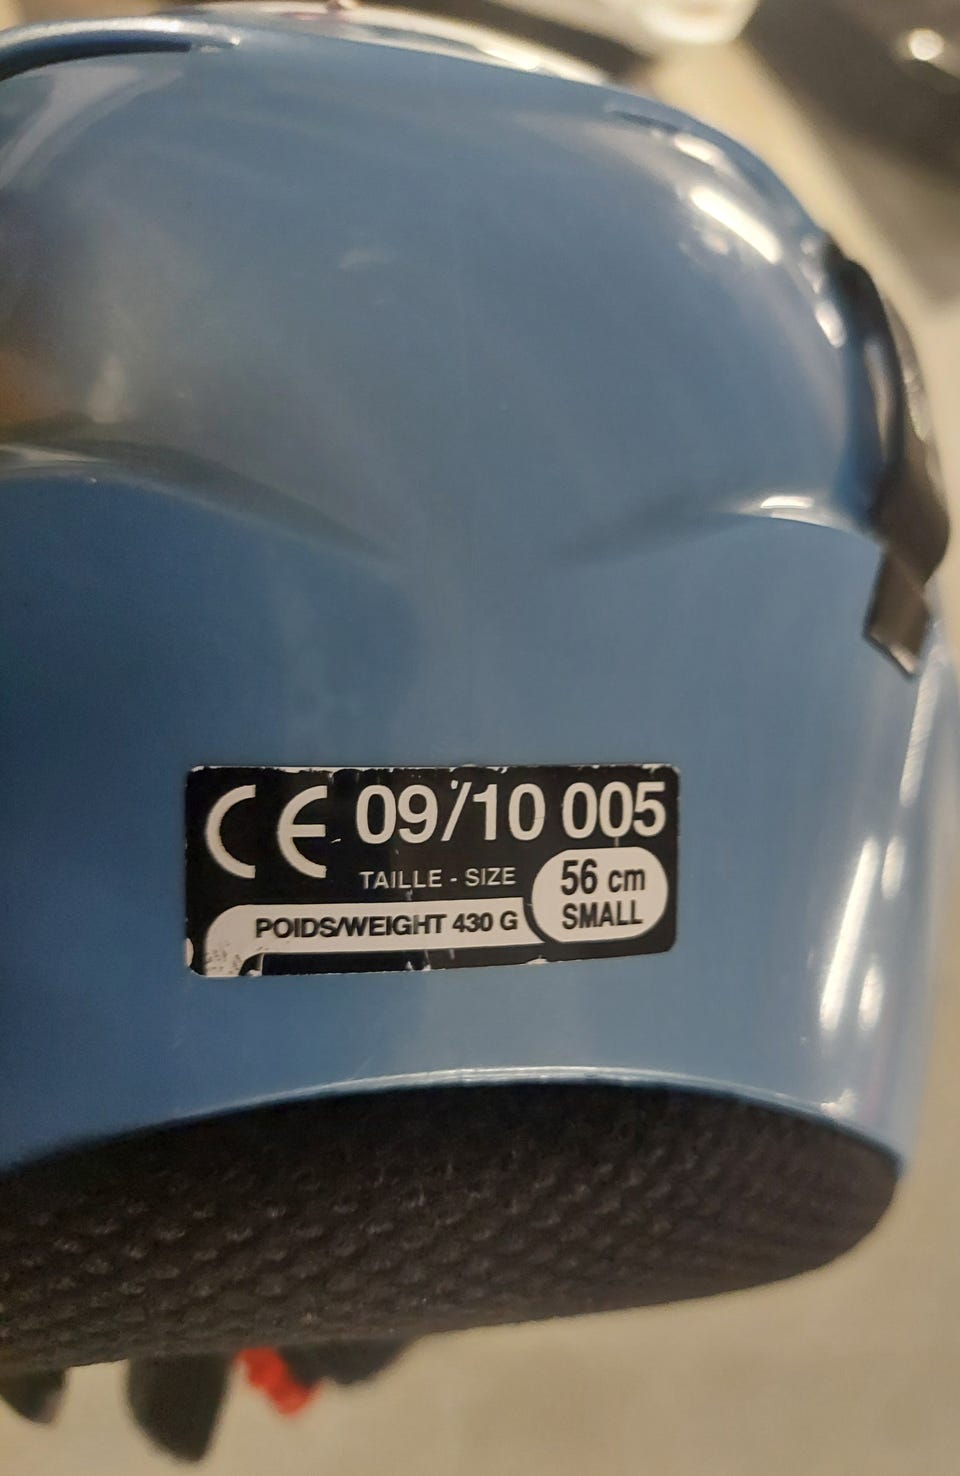 CE 09/10 005
TAILLE - SIZE
56 cm
SMALL
POIDS/WEIGHT 430 G